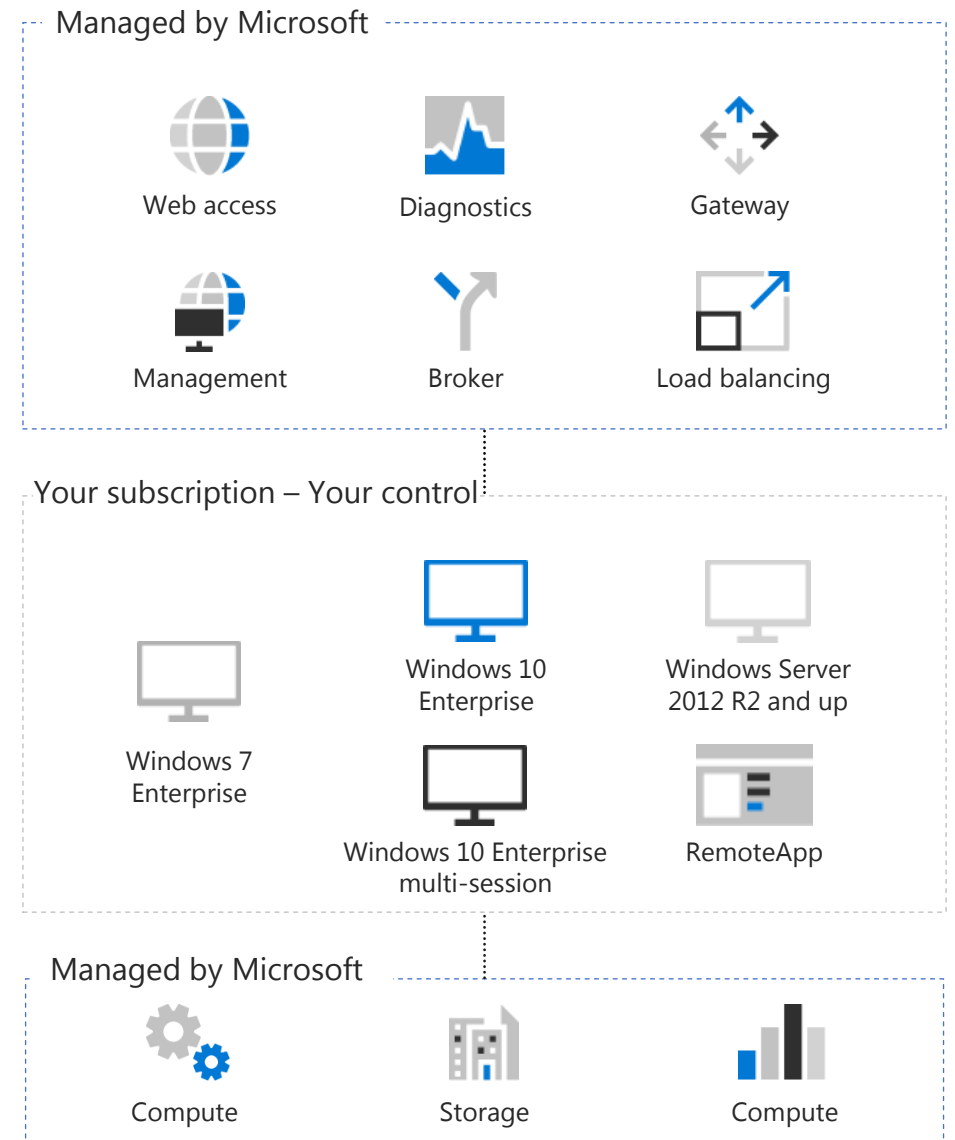 Managed by Microsoft
Web access
Diagnostics
Gateway
Management
Broker
Load balancing
Your subscription – Your control
Windows 7
Enterprise
Windows 10
Enterprise
Windows Server
2012 R2 and up
Windows 10 Enterprise
multi-session
RemoteApp
Managed by Microsoft
Compute
Storage
Compute